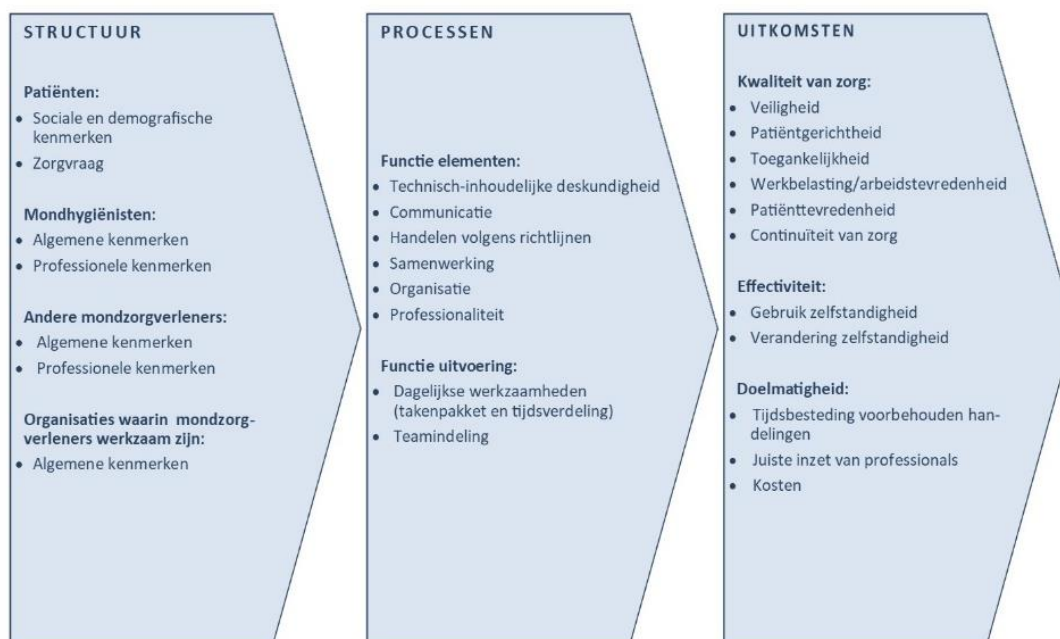 STRUCTUUR
Patiënten:
• Sociale en demografische
kenmerken
• Zorgvraag
Mondhygiënisten:
• Algemene kenmerken
• Professionele kenmerken
Andere mondzorgverleners:
• Algemene kenmerken
• Professionele kenmerken
Organisaties waarin mondzorg-
verleners werkzaam zijn:
• Algemene kenmerken
PROCESSEN
Functie elementen:
• Technisch-inhoudelijke deskundigheid
• Communicatie
• Handelen volgens richtlijnen
• Samenwerking
• Organisatie
• Professionaliteit
Functie uitvoering:
• Dagelijkse werkzaamheden
(takenpakket en tijdsverdeling)
• Teamindeling
UITKOMSTEN
Kwaliteit van zorg:
• Veiligheid
• Patiëntgerichtheid
• Toegankelijkheid
• Werkbelasting/arbeidstevredenheid
• Patiënttevredenheid
• Continuïteit van zorg
Effectiviteit:
• Gebruik zelfstandigheid
• Verandering zelfstandigheid
Doelmatigheid:
• Tijdsbesteding voorbehouden han-
delingen
• Juiste inzet van professionals
• Kosten